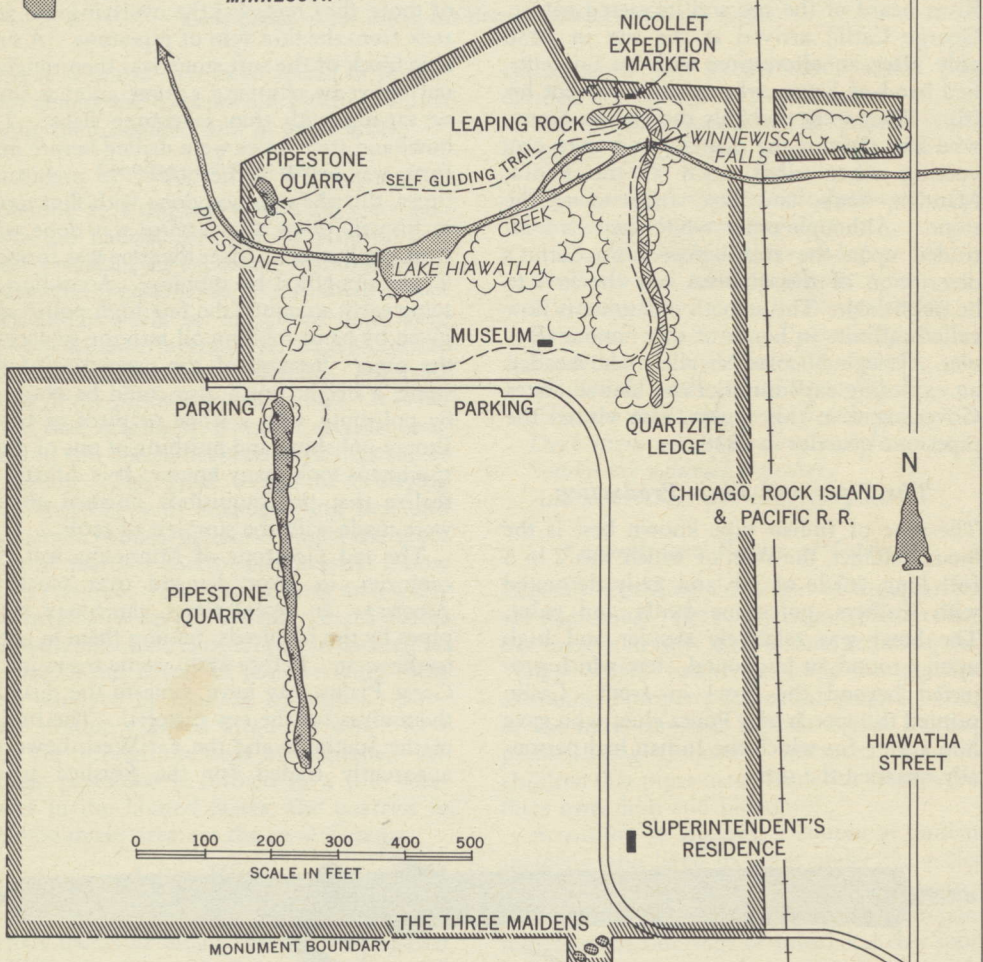 MINNESOTA
NICOLLET
EXPEDITION
MARKER
LEAPING ROCK
WINNEWISSA
FALLS
PIPESTONE
QUARRY
SELF GUIDING TRAIL
PIPESTONE
CREEK
LAKE HIAWATHA
MUSEUM
PARKING
PARKING
QUARTZITE
LEDGE
N
CHICAGO, ROCK ISLAND
& PACIFIC R. R.
PIPESTONE
QUARRY
HIAWATHA
STREET
SUPERINTENDENT'S
RESIDENCE
0 100 200 300 400 500
SCALE IN FEET
THE THREE MAIDENS
MONUMENT BOUNDARY